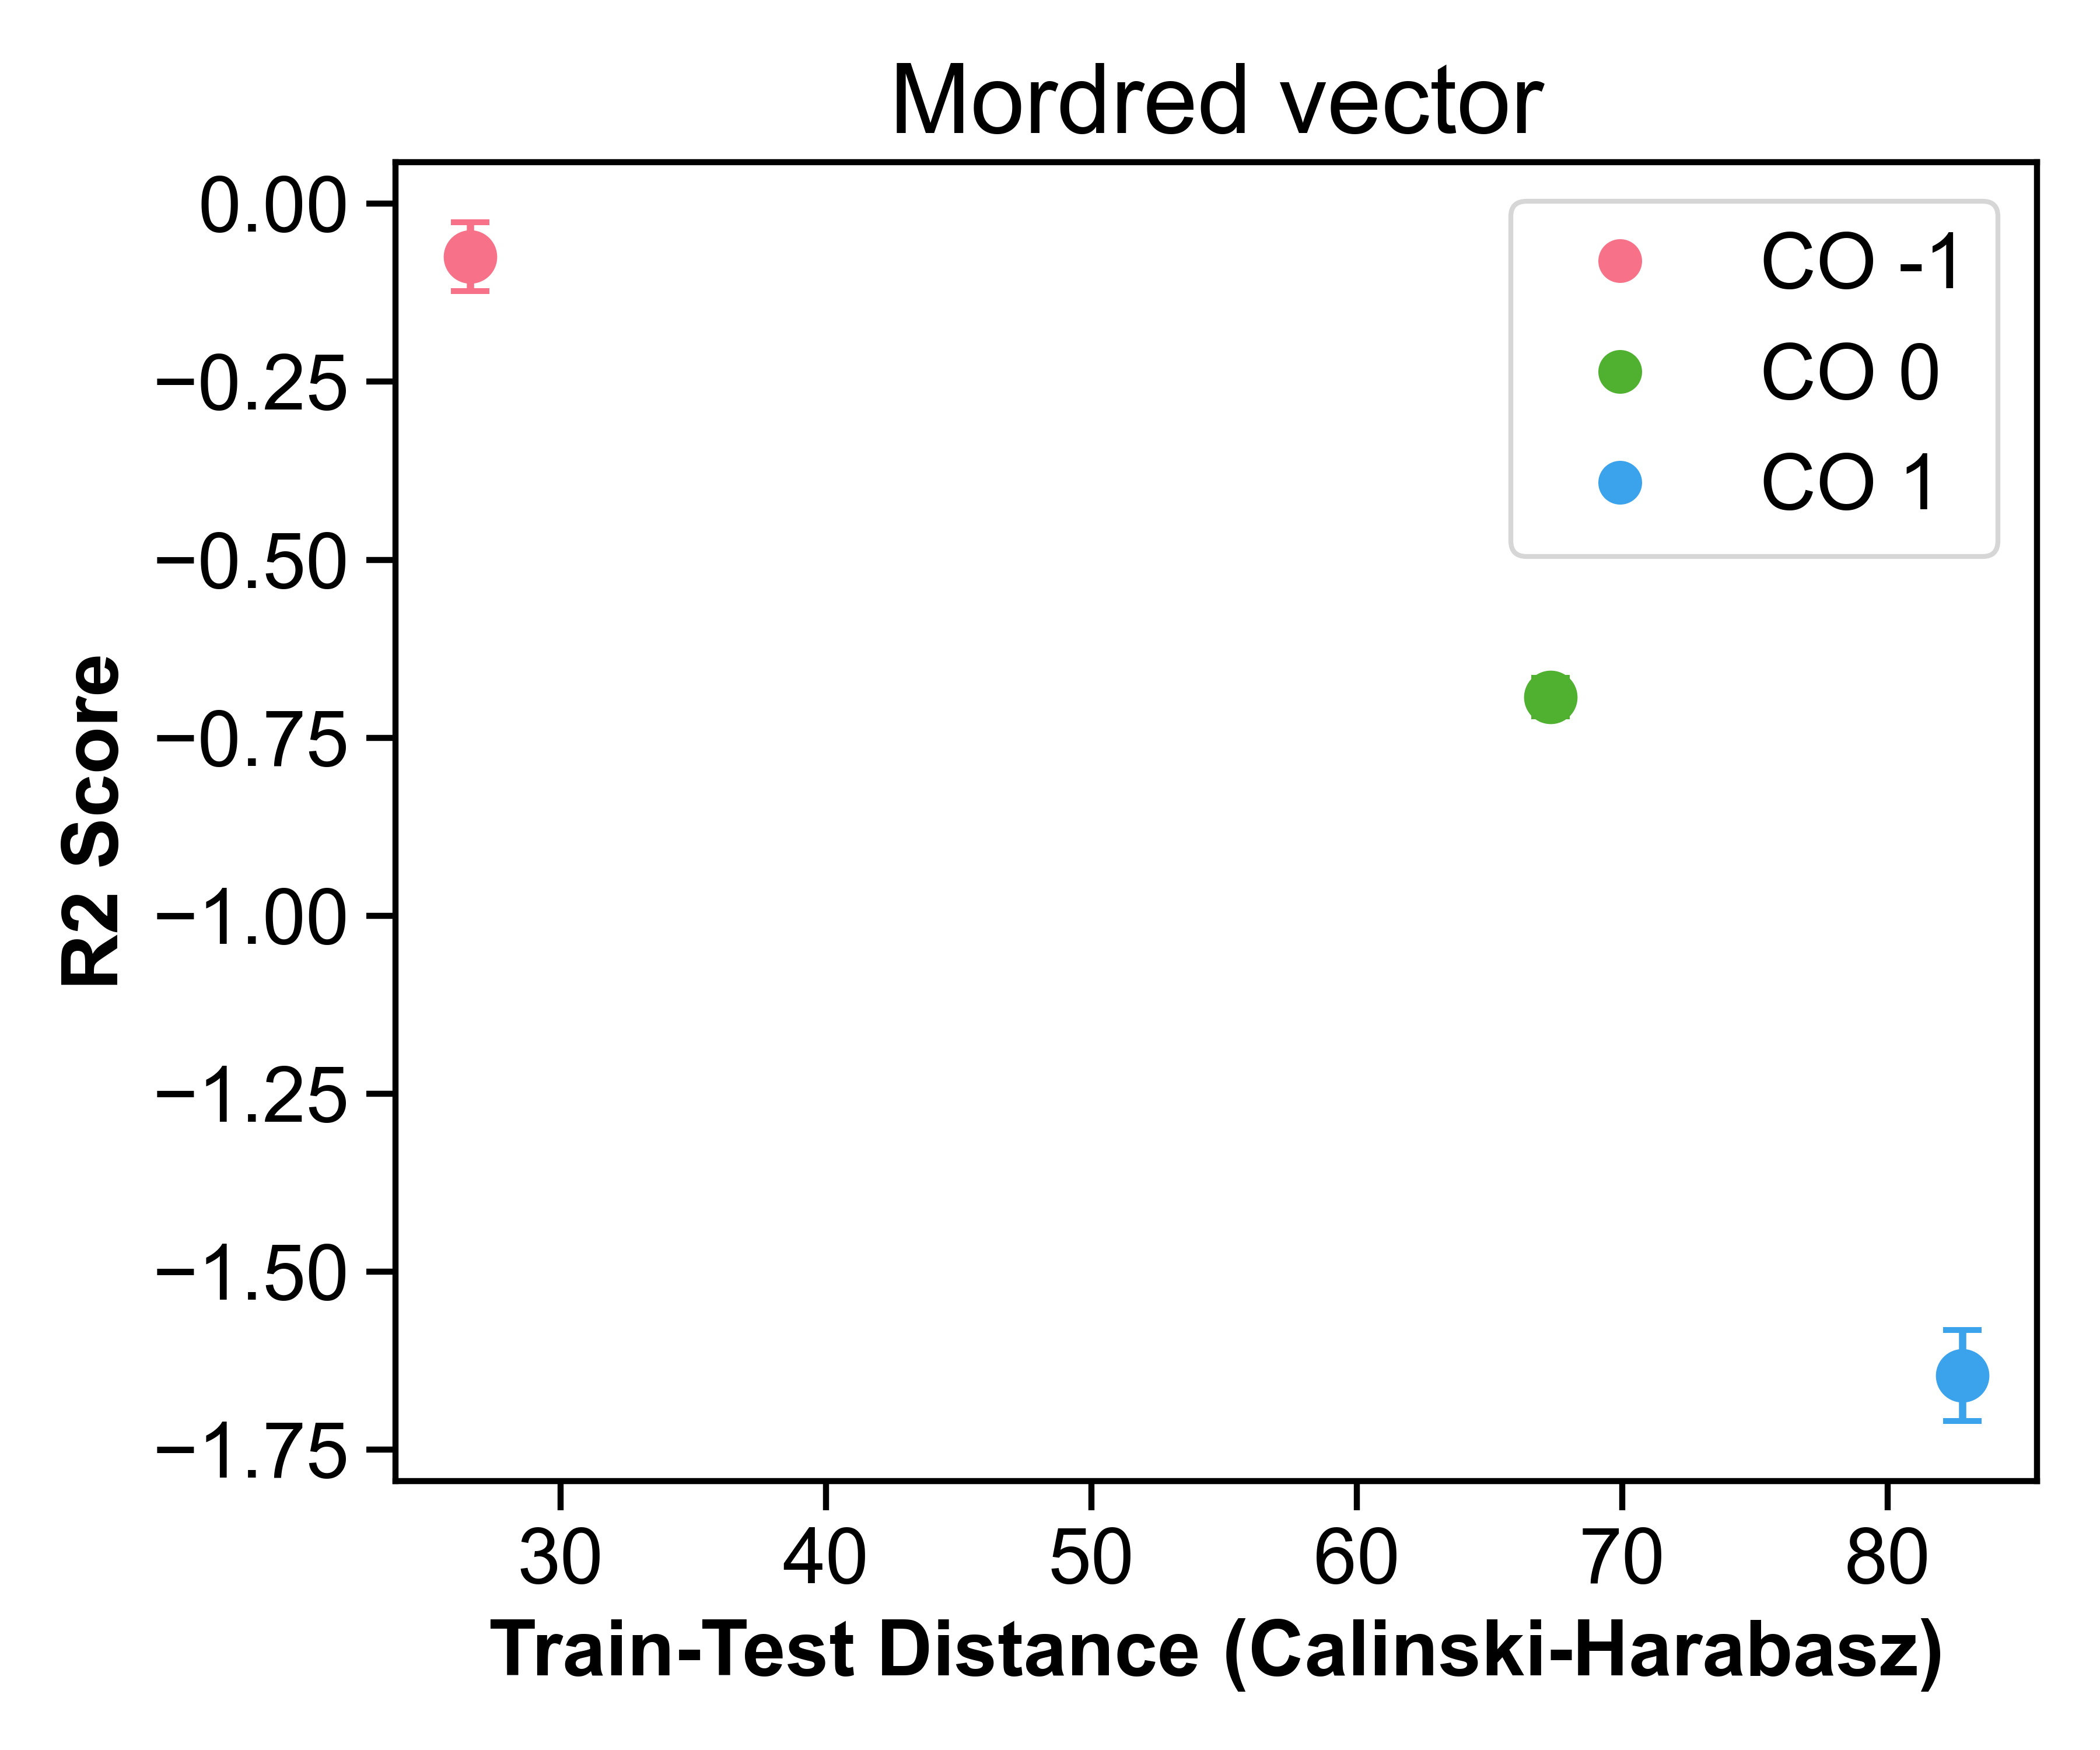 Mordred vector
0.00
−0.25
−0.50
−0.75
−1.00
−1.25
−1.50
−1.75
R2 Score
CO -1
CO 0
CO 1
30 40 50 60 70 80
Train-Test Distance (Calinski-Harabasz)